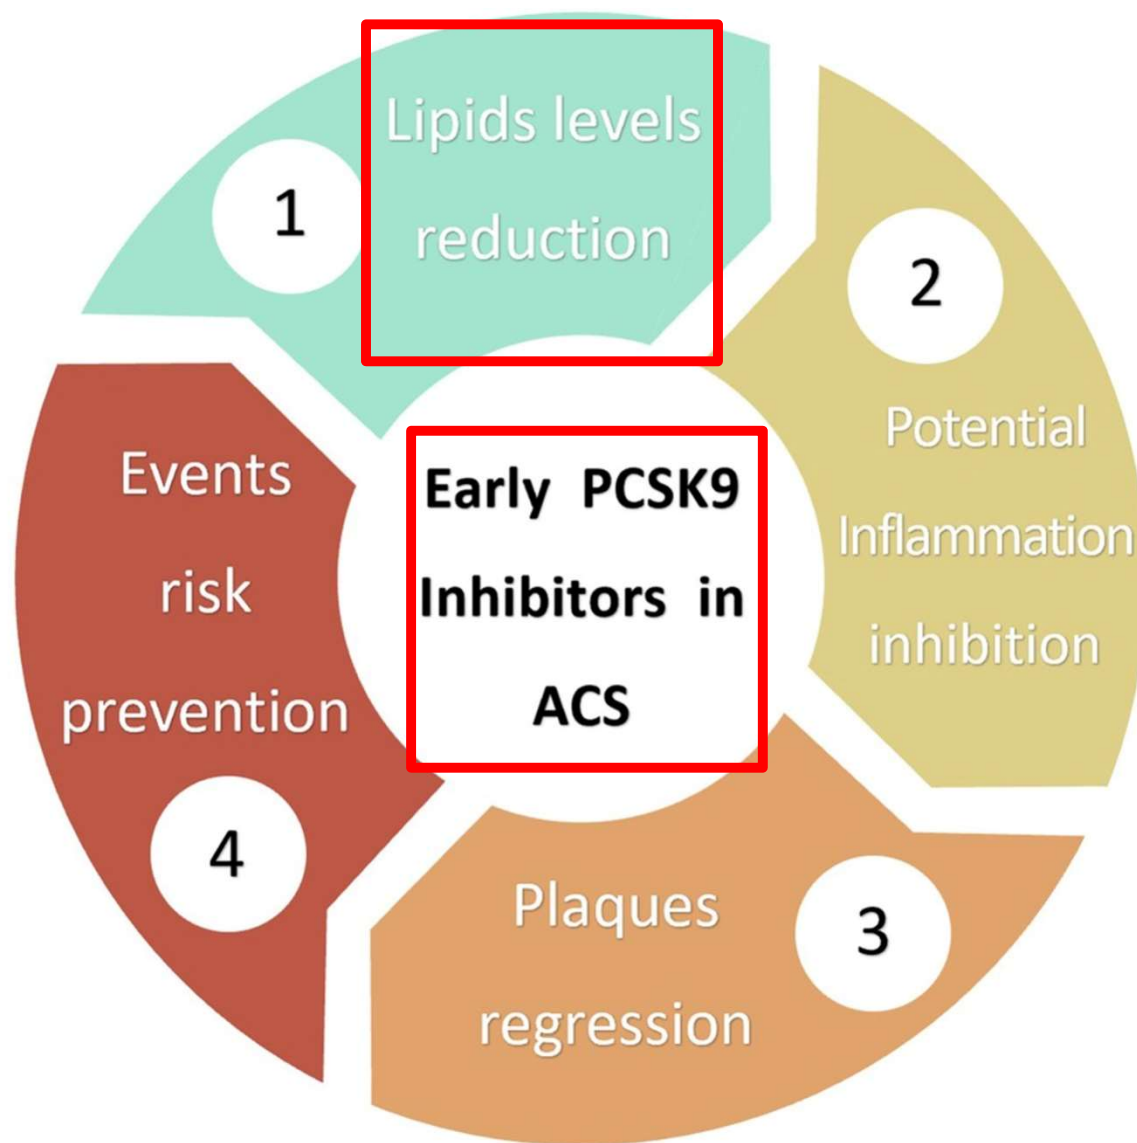 1
Lipids levels
reduction
2
Potential
Inflammation
inhibition
3
Plaques
regression
4
Events
risk
prevention
Early PCSK9
Inhibitors in
ACS